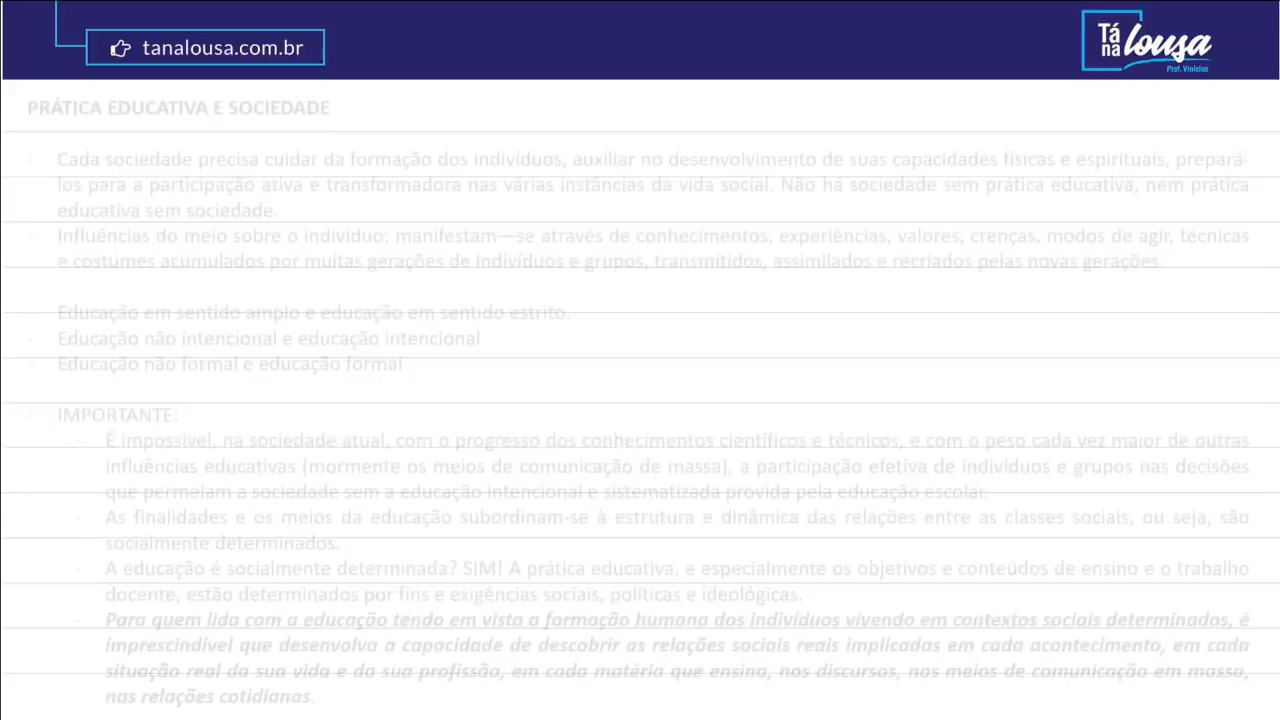 tanalousa.com.br
Tá
na lousa
Prof. Vinícius
PRÁTICA EDUCATIVA E SOCIEDADE
- Cada sociedade precisa cuidar da formação dos indivíduos, auxiliar no desenvolvimento de suas capacidades físicas e espirituais, prepará-
los para a participação ativa e transformadora nas várias instâncias da vida social. Não há sociedade sem prática educativa, nem prática
educativa sem sociedade.
- Influências do meio sobre o individuo: manifestam—se através de conhecimentos, experiências, valores, crenças, modos de agir, técnicas
e costumes acumulados por muitas gerações de indivíduos e grupos, transmitidos, assimilados e recriados pelas novas gerações.
- Educação em sentido amplo e educação em sentido estrito.
- Educação não intencional e educação intencional
- Educação não formal e educação formal
- IMPORTANTE:
- É impossível, na sociedade atual, com o progresso dos conhecimentos científicos e técnicos, e com o peso cada vez maior de outras
influências educativas (mormente os meios de comunicação de massa), a participação efetiva de indivíduos e grupos nas decisões
que permeiam a sociedade sem a educação intencional e sistematizada provida pela educação escolar.
- As finalidades e os meios da educação subordinam-se à estrutura e dinâmica das relações entre as classes sociais, ou seja, são
socialmente determinados.
- A educação é socialmente determinada? SIM! A prática educativa, e especialmente os objetivos e conteúdos de ensino e o trabalho
docente, estão determinados por fins e exigências sociais, políticas e ideológicas.
- Para quem lida com a educação tendo em vista a formação humana dos indivíduos vivendo em contextos sociais determinados, é
imprescindível que desenvolva a capacidade de descobrir as relações sociais reais implicadas em cada acontecimento, em cada
situação real da sua vida e da sua profissão, em cada matéria que ensina, nos discursos, nos meios de comunicação em massa,
nas relações cotidianas.